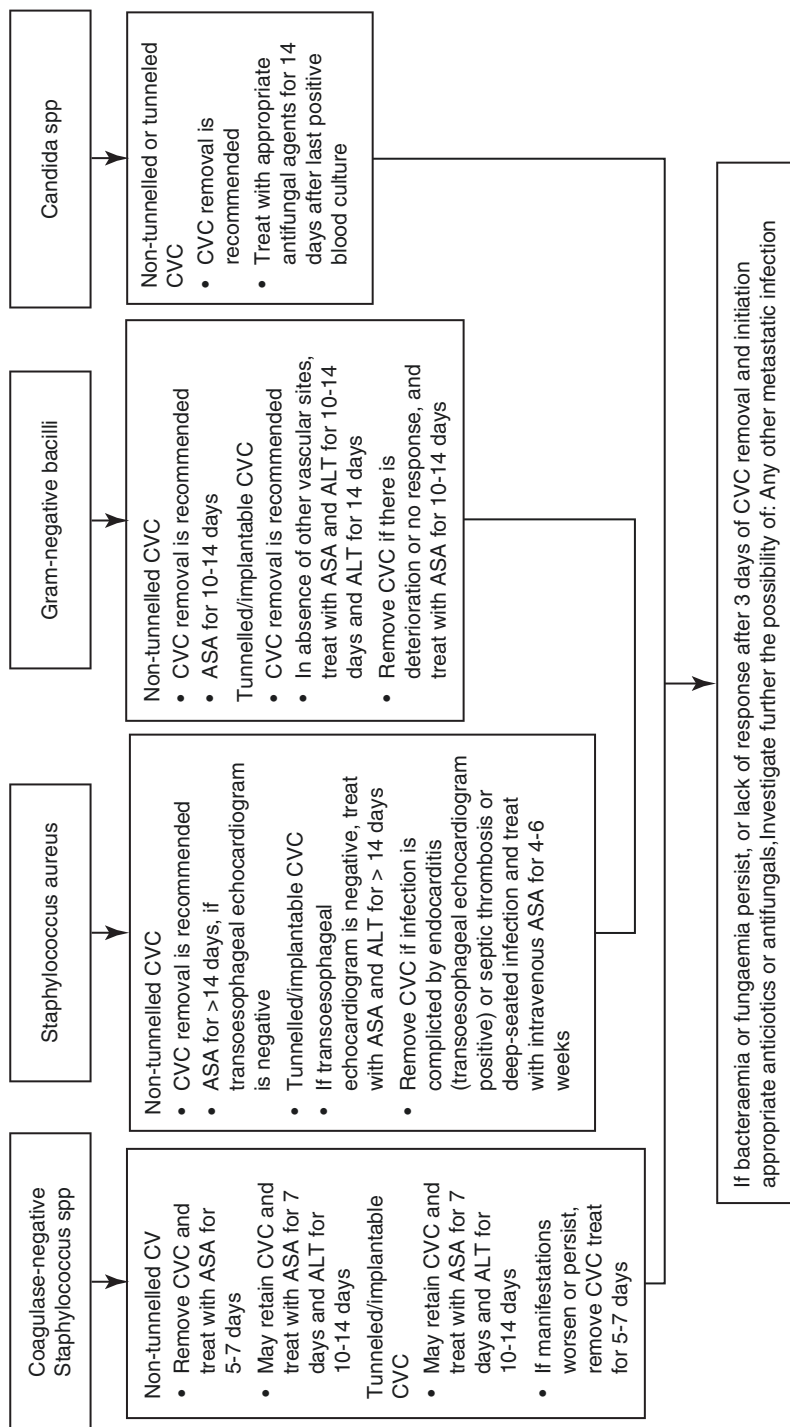 Coagulase-negative
Staphylococcus spp
Non-tunnelled CV
• Remove CVC and
treat with ASA for
5-7 days
• May retain CVC and
treat with ASA for 7
days and ALT for
10-14 days
Tunneled/implantable
CVC
• May retain CVC and
treat with ASA for 7
days and ALT for
10-14 days
• If manifestations
worsen or persist,
remove CVC treat
for 5-7 days
Staphylococcus aureus
Non-tunnelled CVC
• CVC removal is recommended
• ASA for >14 days, if
transoesophageal echocardiogram
is negative
• Tunnelled/implantable CVC
• If transoesophageal
echocardiogram is negative, treat
with ASA and ALT for > 14 days
• Remove CVC if infection is
complicted by endocarditis
(transoesophageal echocardiogram
positive) or septic thrombosis or
deep-seated infection and treat
with intravenous ASA for 4-6
weeks
Gram-negative bacilli
Non-tunnelled CVC
• CVC removal is recommended
• ASA for 10-14 days
Tunnelled/implantable CVC
• CVC removal is recommended
• In absence of other vascular sites,
treat with ASA and ALT for 10-14
days and ALT for 14 days
• Remove CVC if there is
deterioration or no response, and
treat with ASA for 10-14 days
Candida spp
Non-tunnelled or tunneled
CVC
• CVC removal is
recommended
• Treat with appropriate
antifungal agents for 14
days after last positive
blood culture
If bacteraemia or fungaemia persist, or lack of response after 3 days of CVC removal and initiation
appropriate anticiotics or antifungals,Investigate further the possibility of: Any other metastatic infection